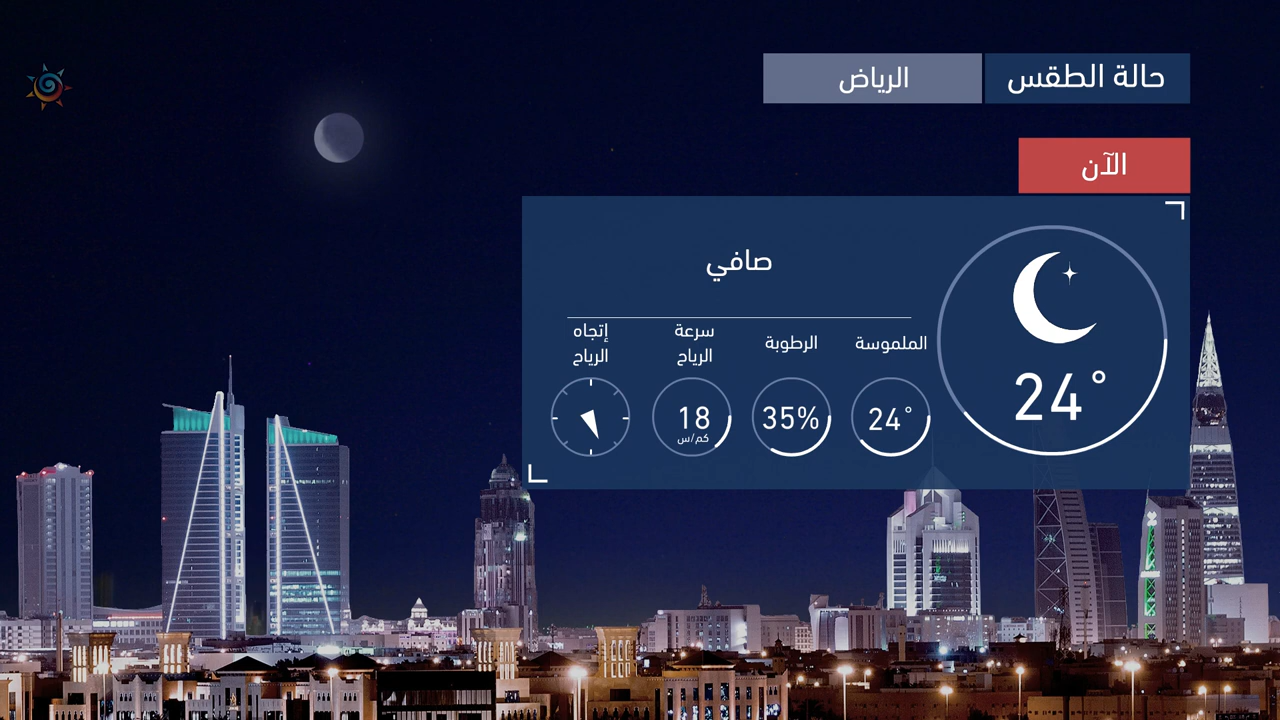 حالة الطقس
الرياض
الآن
صافي
24°
الملموسة
24°
الرطوبة
35%
سرعة
الرياح
18
كم/س
إتجاه
الرياح